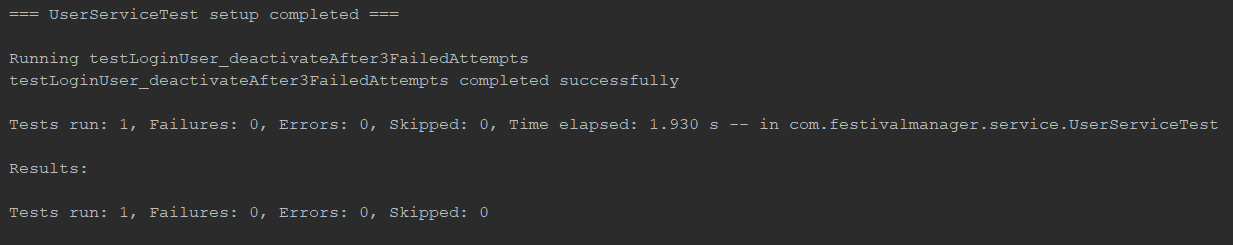 === UserServiceTest setup completed ===
Running testLoginUser_deactivateAfter3FailedAttempts
testLoginUser_deactivateAfter3FailedAttempts completed successfully
Tests run: 1, Failures: 0, Errors: 0, Skipped: 0, Time elapsed: 1.930 s -- in com.festivalmanager.service.UserServiceTest
Results:
Tests run: 1, Failures: 0, Errors: 0, Skipped: 0